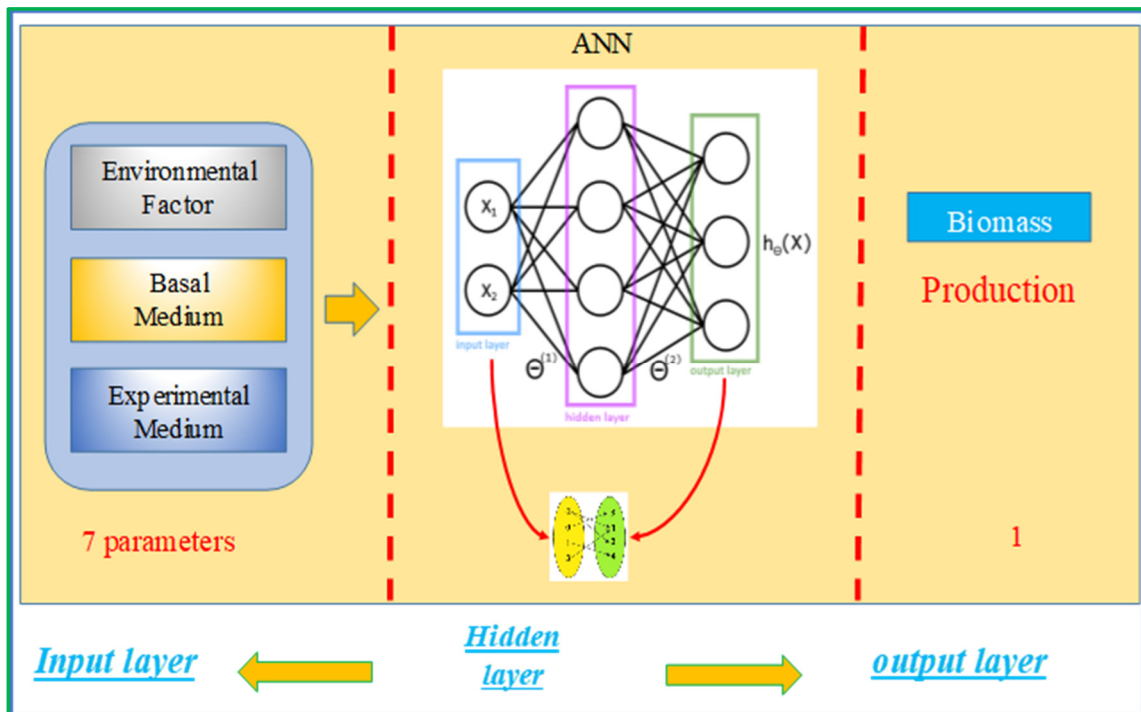 ANN
Environmental
Factor
Basal
Medium
Experimental
Medium
7 parameters
X₁
X₂
input layer
Θ⁽¹⁾
hidden layer
Θ⁽²⁾
output layer
hΘ(X)
Biomass
Production
1
Input layer
Hidden
layer
output layer